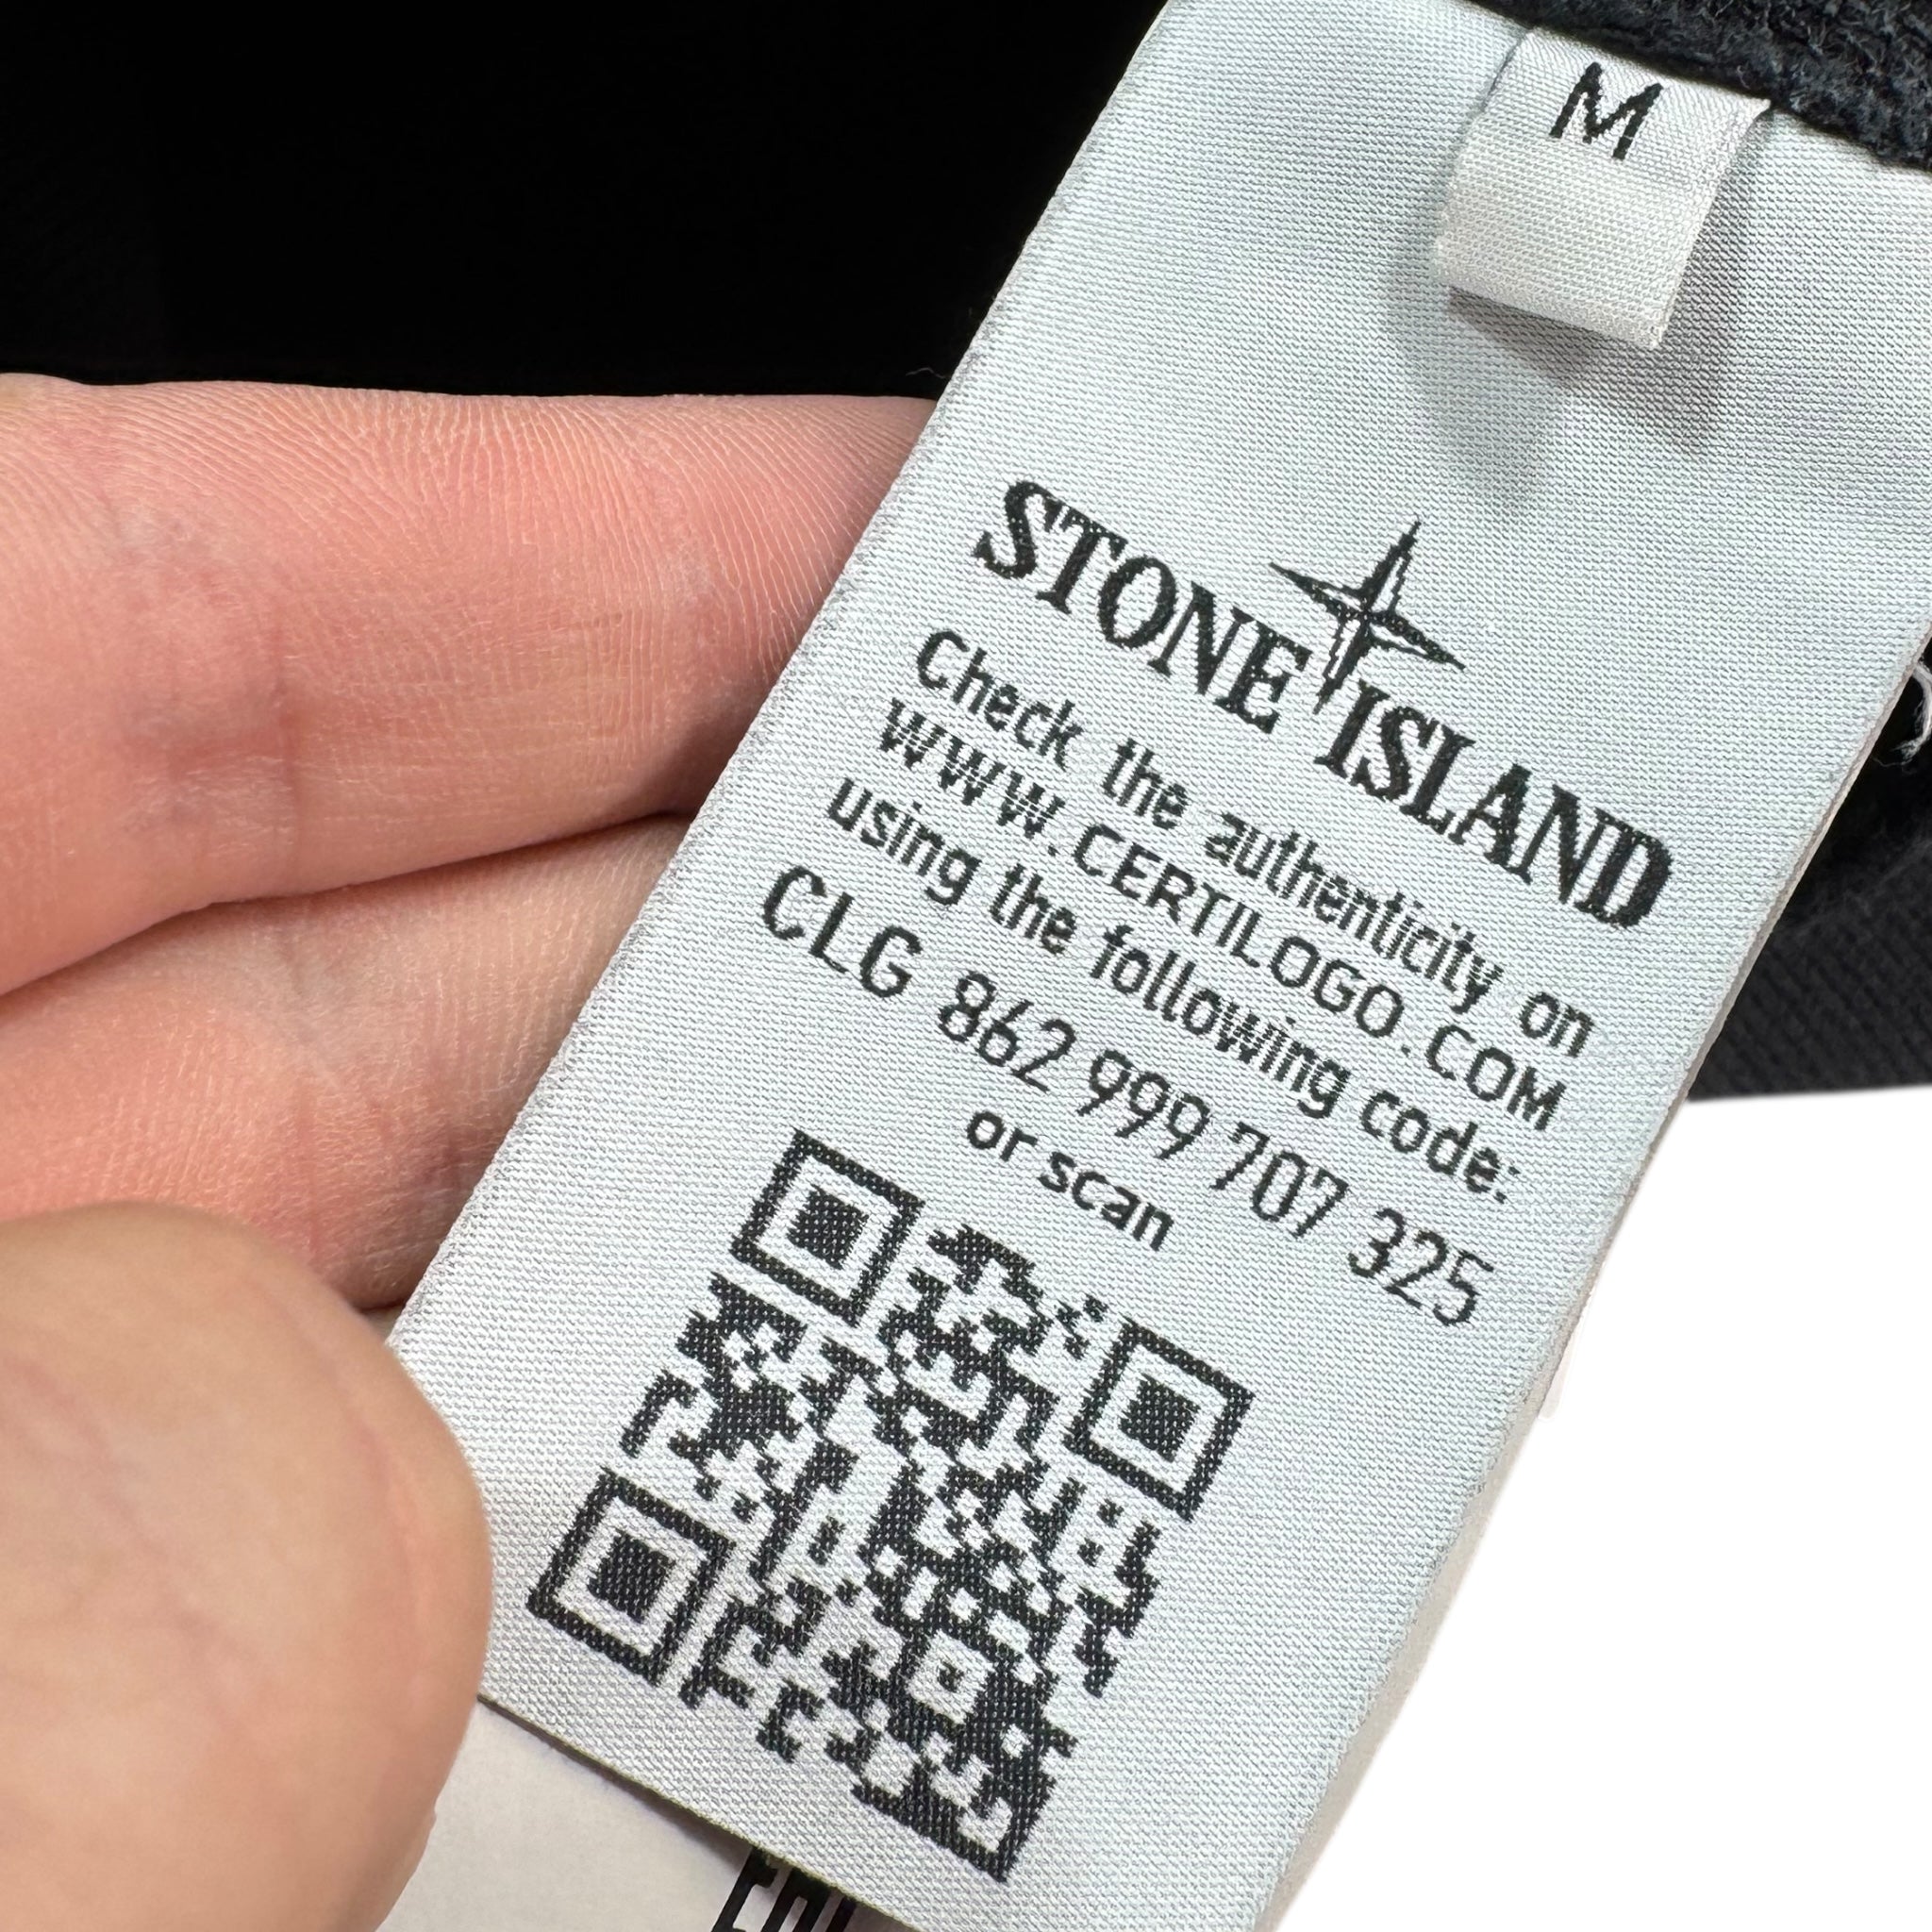 M
STONE ISLAND
Check the authenticity on
WWW.CERTILOGO.COM
using the following code:
CLG 862 999 707 325
or scan